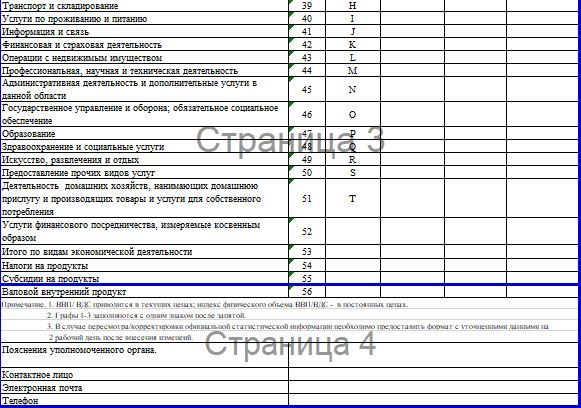 Транспорт и складирование 39 H
Услуги по проживанию и питанию 40 I
Информация и связь 41 J
Финансовая и страховая деятельность 42 K
Операции с недвижимым имуществом 43 L
Профессиональная, научная и техническая деятельность 44 M
Административная деятельность и дополнительные услуги в
данной области 45 N
Государственное управление и оборона; обязательное социальное
обеспечение 46 O
Образование 47 P
Страница 3
Здравоохранение и социальные услуги 48 Q
Искусство, развлечения и отдых 49 R
Предоставление прочих видов услуг 50 S
Деятельность домашних хозяйств, нанимающих домашнюю
прислугу и производящих товары и услуги для собственного
потребления 51 T
Услуги финансового посредничества, измеряемые косвенным
образом 52
Итого по видам экономической деятельности 53
Налоги на продукты 54
Субсидии на продукты 55
Валовой внутренний продукт 56
Примечание. 1. ВВП/ ВДС приводится в текущих ценах; индекс физического объема ВВП/ВДС - в постоянных ценах.
2. Графы 1-3 заполняются с одним знаком после запятой.
3. В случае пересмотра/корректировки официальной статистической информации необходимо предоставить формат с уточненными данными на
2 рабочий день после внесения изменений.
Страница 4
Пояснения уполномоченного органа.
Контактное лицо
Электронная почта
Телефон